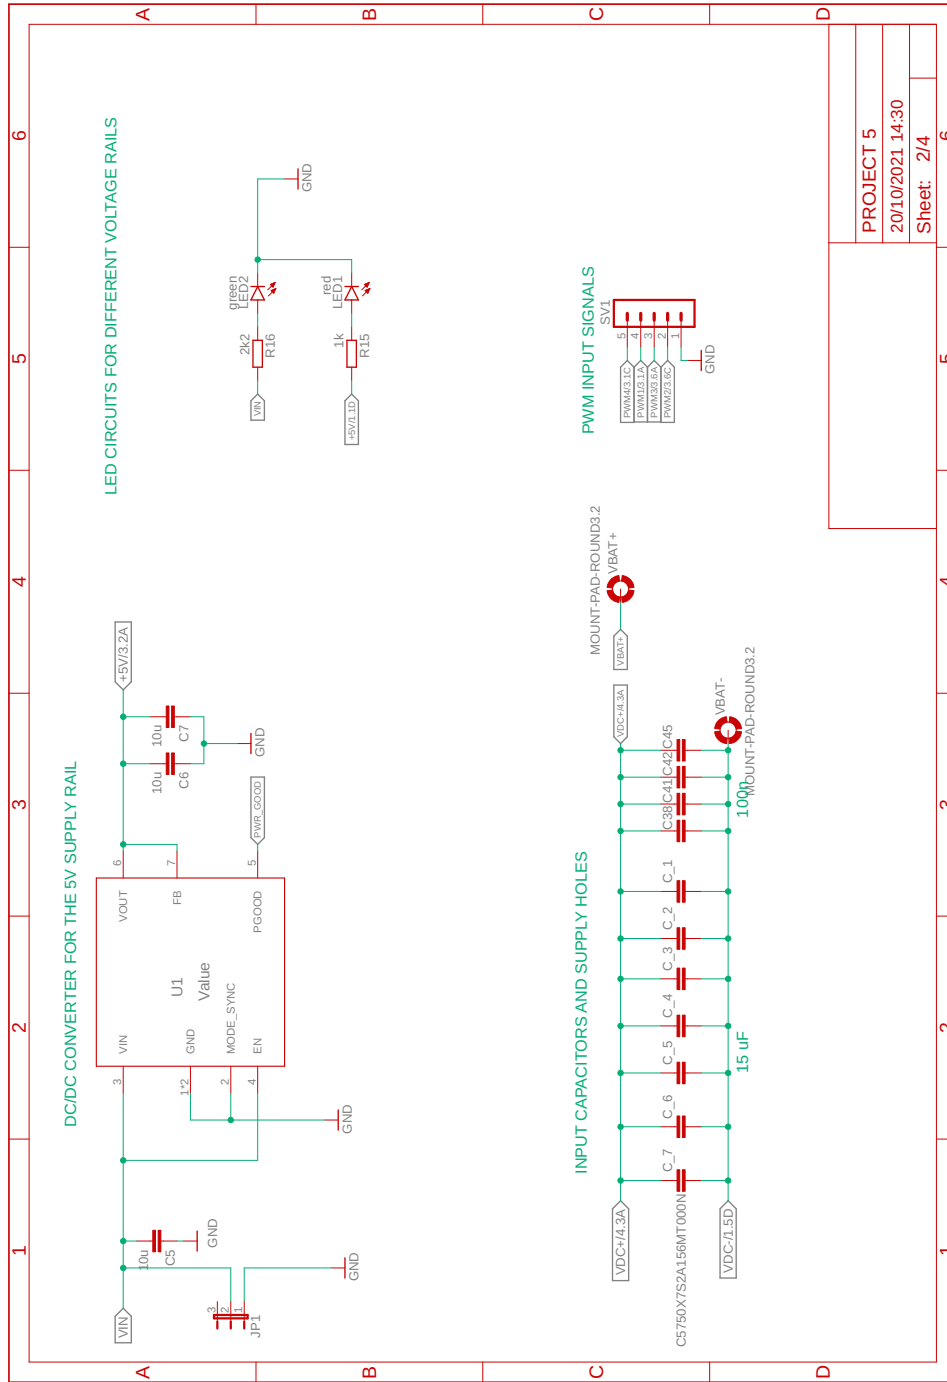 1
2
3
4
5
6
A
B
C
D
DC/DC CONVERTER FOR THE 5V SUPPLY RAIL
VIN
10u
C5
GND
3
2
1
JP1
GND
3
VIN
1*2
GND
2
MODE_SYNC
4
EN
GND
U1
Value
VOUT
6
FB
7
PGOOD
5
PWR_GOOD
10u
C6
10u
C7
GND
+5V/3.2A
LED CIRCUITS FOR DIFFERENT VOLTAGE RAILS
VIN
2k2
R16
green
LED2
GND
+5V/1.1D
1k
R15
red
LED1
INPUT CAPACITORS AND SUPPLY HOLES
VDC+/4.3A
VDC-/1.5D
C5750X7S2A156MT000N
C_7
C_6
C_5
C_4
C_3
C_2
C_1
C38
C41
C42
C45
15 uF
100n
VDC+/4.3A
VBAT+
MOUNT-PAD-ROUND3.2
VBAT+
VBAT-
MOUNT-PAD-ROUND3.2
PWM INPUT SIGNALS
SV1
PWM4/3.1C
5
PWM1/3.1A
4
PWM3/3.6A
3
PWM2/3.6C
2
1
GND
PROJECT 5
20/10/2021 14:30
Sheet: 2/4
A
B
C
D
1
2
3
4
5
6